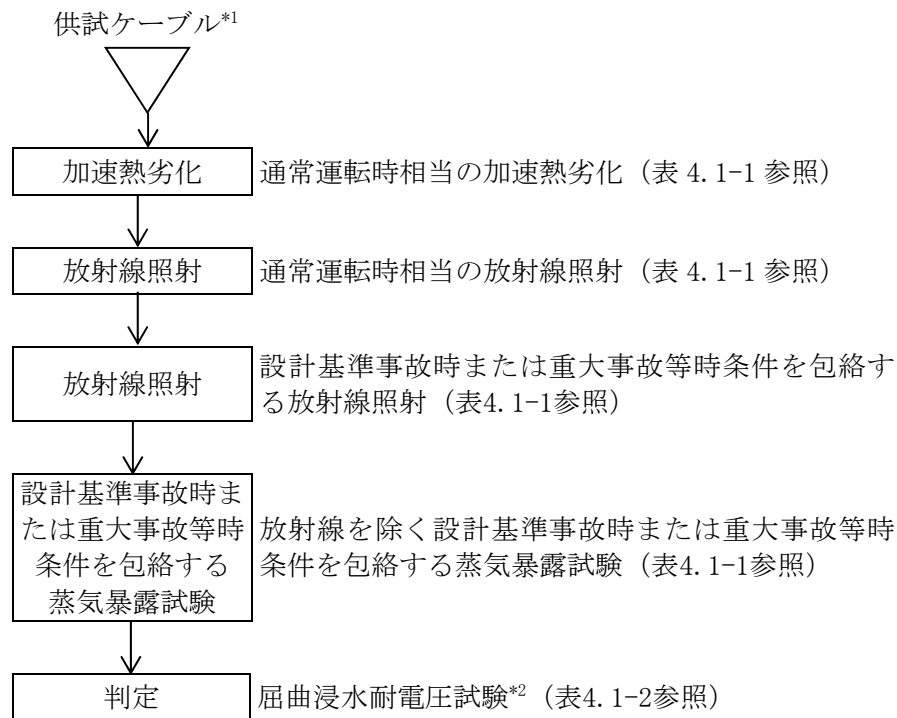 供試ケーブル*1
加速熱劣化 通常運転時相当の加速熱劣化（表 4.1-1 参照）
放射線照射 通常運転時相当の放射線照射（表 4.1-1 参照）
放射線照射
設計基準事故時または重大事故等時条件を包絡す
る放射線照射（表4.1-1参照）
設計基準事故時ま
たは重大事故等時
条件を包絡する
蒸気暴露試験
放射線を除く設計基準事故時または重大事故等時
条件を包絡する蒸気暴露試験（表4.1-1参照）
判定 屈曲浸水耐電圧試験*2（表4.1-2参照）